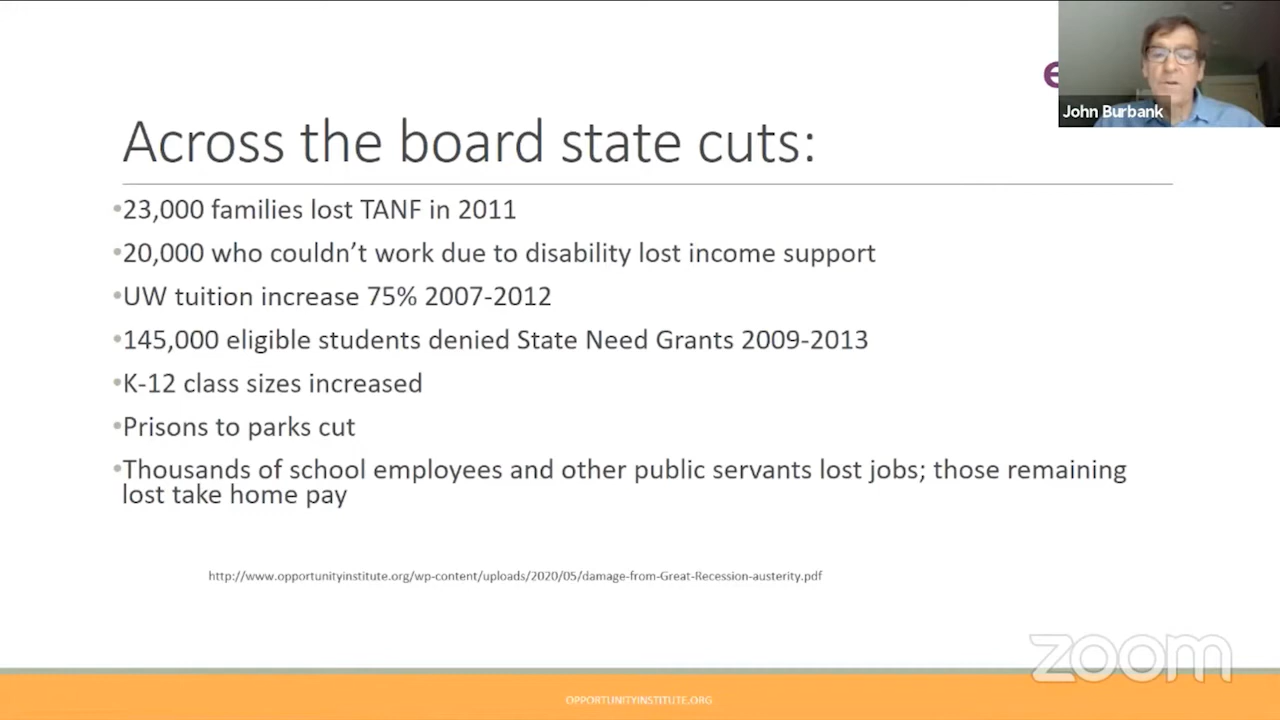 e
John Burbank
Across the board state cuts:
•23,000 families lost TANF in 2011
•20,000 who couldn’t work due to disability lost income support
•UW tuition increase 75% 2007-2012
•145,000 eligible students denied State Need Grants 2009-2013
•K-12 class sizes increased
•Prisons to parks cut
•Thousands of school employees and other public servants lost jobs; those remaining
lost take home pay
http://www.opportunityinstitute.org/wp-content/uploads/2020/05/damage-from-Great-Recession-austerity.pdf
zoom
OPPORTUNITYINSTITUTE.ORG